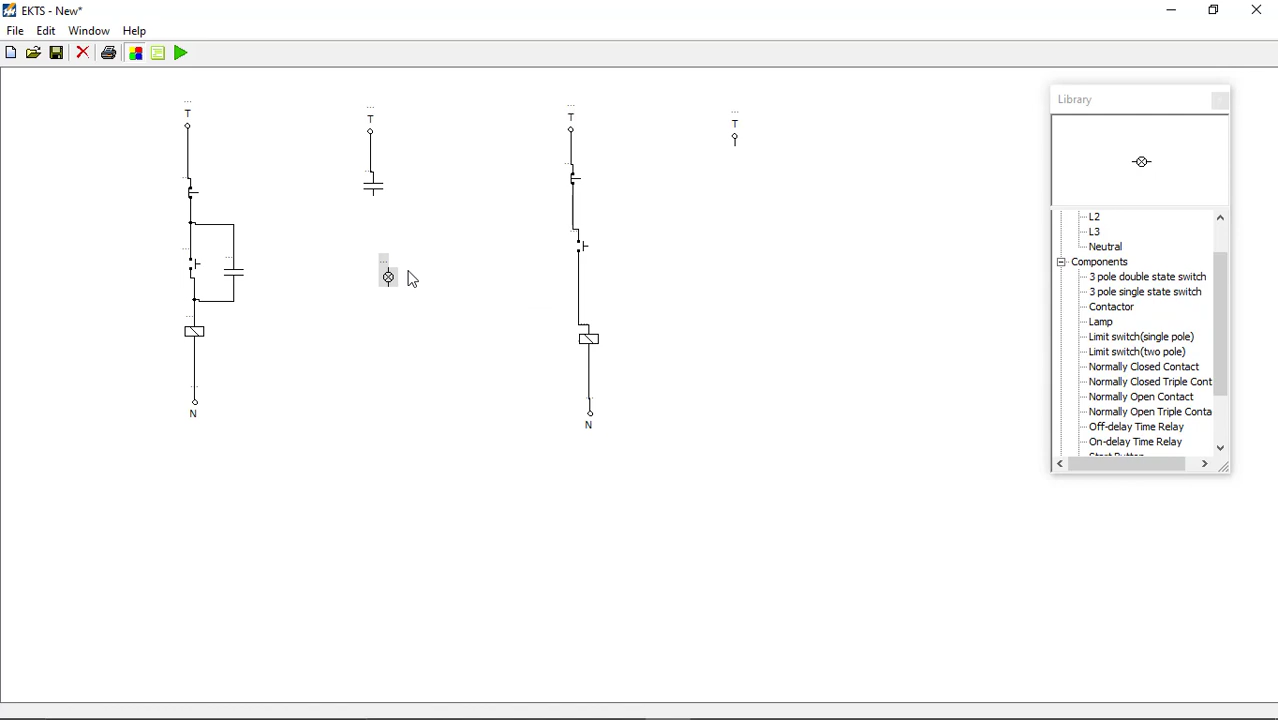 EKTS - New*
File Edit Window Help
...
T
...
...
...
...
...
N
...
T
...
...
...
T
...
...
...
N
...
T
Library
L2
L3
Neutral
Components
3 pole double state switch
3 pole single state switch
Contactor
Lamp
Limit switch(single pole)
Limit switch(two pole)
Normally Closed Contact
Normally Closed Triple Cont
Normally Open Contact
Normally Open Triple Conta
Off-delay Time Relay
On-delay Time Relay
Start Button